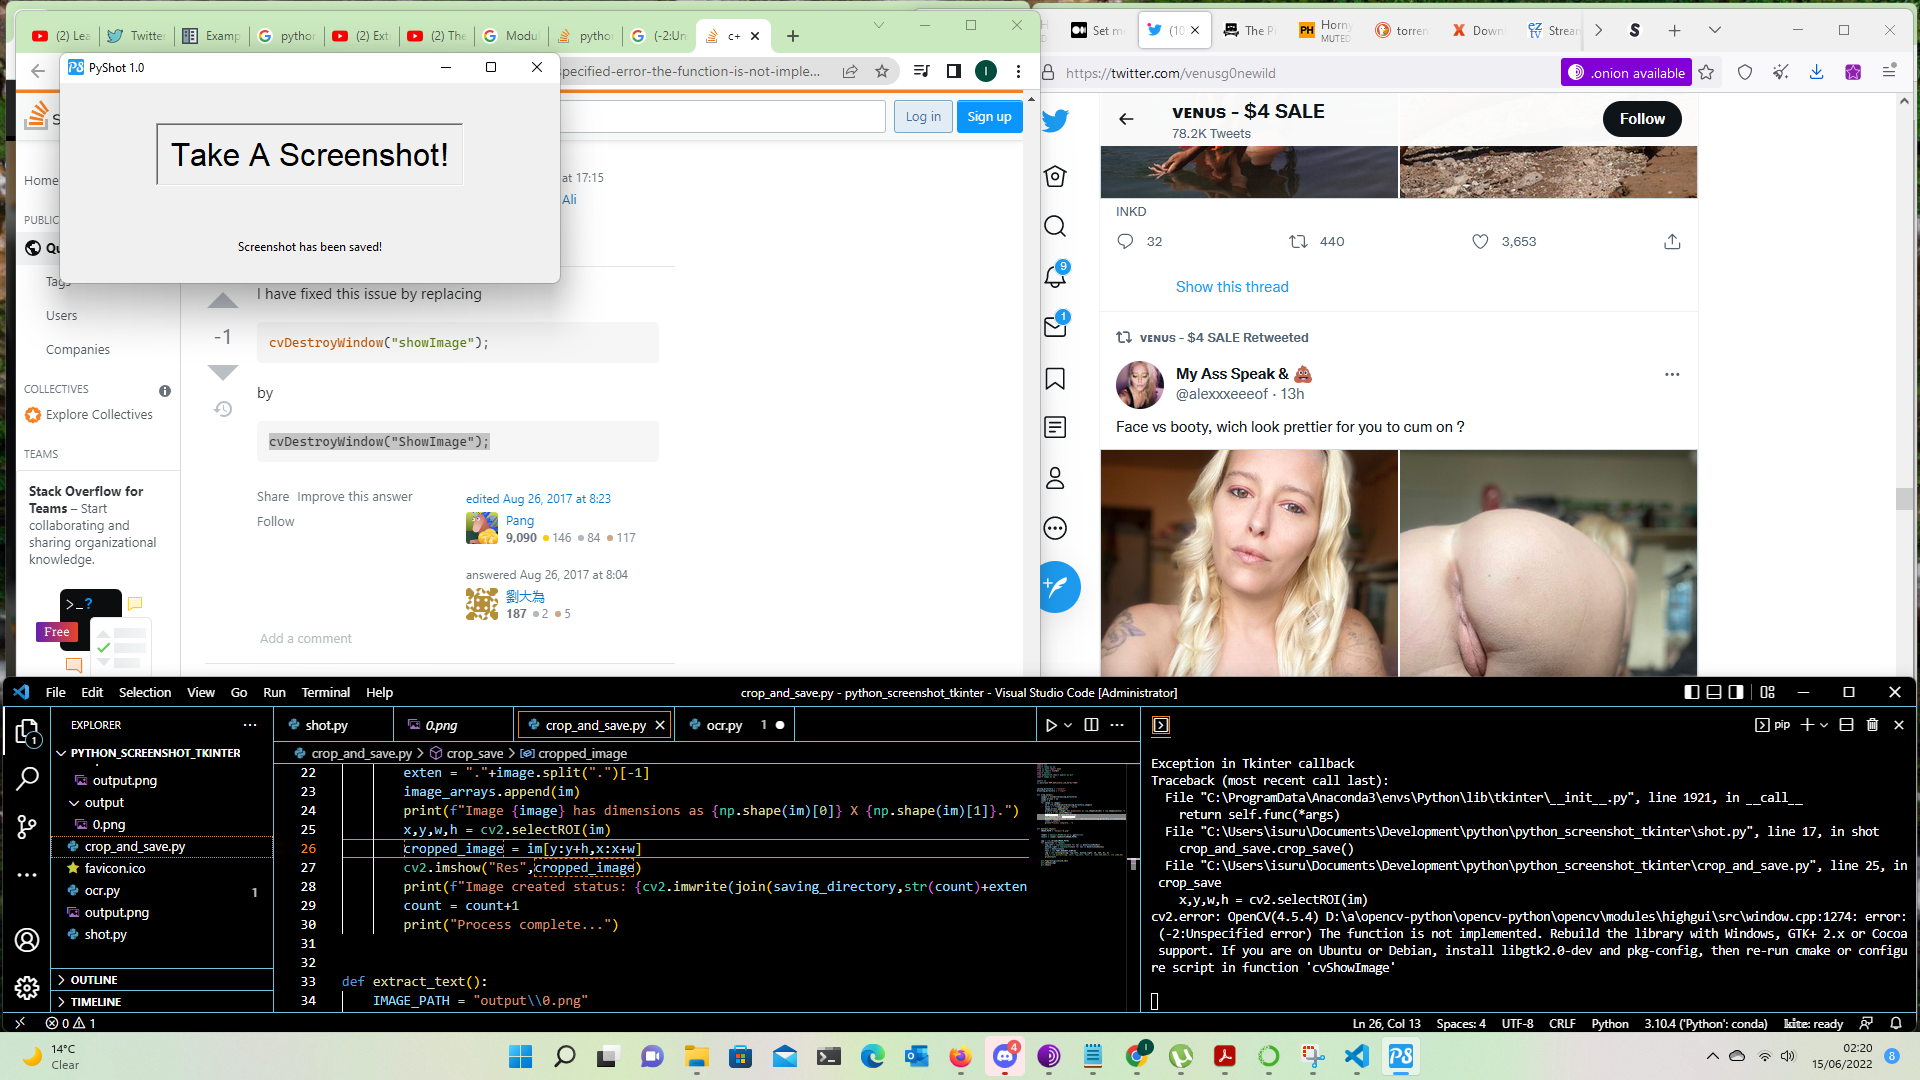 (2) Lea
Twitter
Examp
python
(2) Ext
(2) The
Modul
python
(-2:Un
c+
PyShot 1.0
specified-error-the-function-is-not-imple...
Take A Screenshot!
Screenshot has been saved!
Log in
Sign up
Home
PUBLIC
Qu
Tags
Users
Companies
COLLECTIVES
Explore Collectives
TEAMS
Stack Overflow for
Teams – Start
collaborating and
sharing organizational
knowledge.
>_?
Free
at 17:15
Ali
I have fixed this issue by replacing
-1
cvDestroyWindow("showImage");
by
cvDestroyWindow("ShowImage");
Share Improve this answer
Follow
edited Aug 26, 2017 at 8:23
Pang
9,090 146 84 117
answered Aug 26, 2017 at 8:04
劉大為
187 2 5
Add a comment
Set m
(10
The Pi
Horny
MUTED
torren
Down
Strear
https://twitter.com/venusg0newild
.onion available
VENUS - $4 SALE
78.2K Tweets
Follow
INKD
32
440
3,653
Show this thread
9
1
VENUS - $4 SALE Retweeted
My Ass Speak &
@alexxxeeeof · 13h
Face vs booty, wich look prettier for you to cum on ?
File Edit Selection View Go Run Terminal Help
crop_and_save.py - python_screenshot_tkinter - Visual Studio Code [Administrator]
EXPLORER
PYTHON_SCREENSHOT_TKINTER
output.png
output
0.png
crop_and_save.py
favicon.ico
ocr.py 1
output.png
shot.py
OUTLINE
TIMELINE
shot.py
0.png
crop_and_save.py
ocr.py 1
crop_and_save.py > crop_save > cropped_image
22 exten = "."+image.split(".")[-1]
23 image_arrays.append(im)
24 print(f"Image {image} has dimensions as {np.shape(im)[0]} X {np.shape(im)[1]}.")
25 x,y,w,h = cv2.selectROI(im)
26 cropped_image = im[y:y+h,x:x+w]
27 cv2.imshow("Res",cropped_image)
28 print(f"Image created status: {cv2.imwrite(join(saving_directory,str(count)+exten
29 count = count+1
30 print("Process complete...")
31
32
33 def extract_text():
34 IMAGE_PATH = "output\\0.png"
pip
Exception in Tkinter callback
Traceback (most recent call last):
File "C:\ProgramData\Anaconda3\envs\Python\lib\tkinter\__init__.py", line 1921, in __call__
return self.func(*args)
File "C:\Users\isuru\Documents\Development\python\python_screenshot_tkinter\shot.py", line 17, in shot
crop_and_save.crop_save()
File "C:\Users\isuru\Documents\Development\python\python_screenshot_tkinter\crop_and_save.py", line 25, in
crop_save
x,y,w,h = cv2.selectROI(im)
cv2.error: OpenCV(4.5.4) D:\a\opencv-python\opencv-python\opencv\modules\highgui\src\window.cpp:1274: error:
(-2:Unspecified error) The function is not implemented. Rebuild the library with Windows, GTK+ 2.x or Cocoa
support. If you are on Ubuntu or Debian, install libgtk2.0-dev and pkg-config, then re-run cmake or configu
re script in function 'cvShowImage'
0 1
Ln 26, Col 13
Spaces: 4
UTF-8
CRLF
Python
3.10.4 ('Python': conda)
kite: ready
14°C
Clear
4
02:20
15/06/2022
8